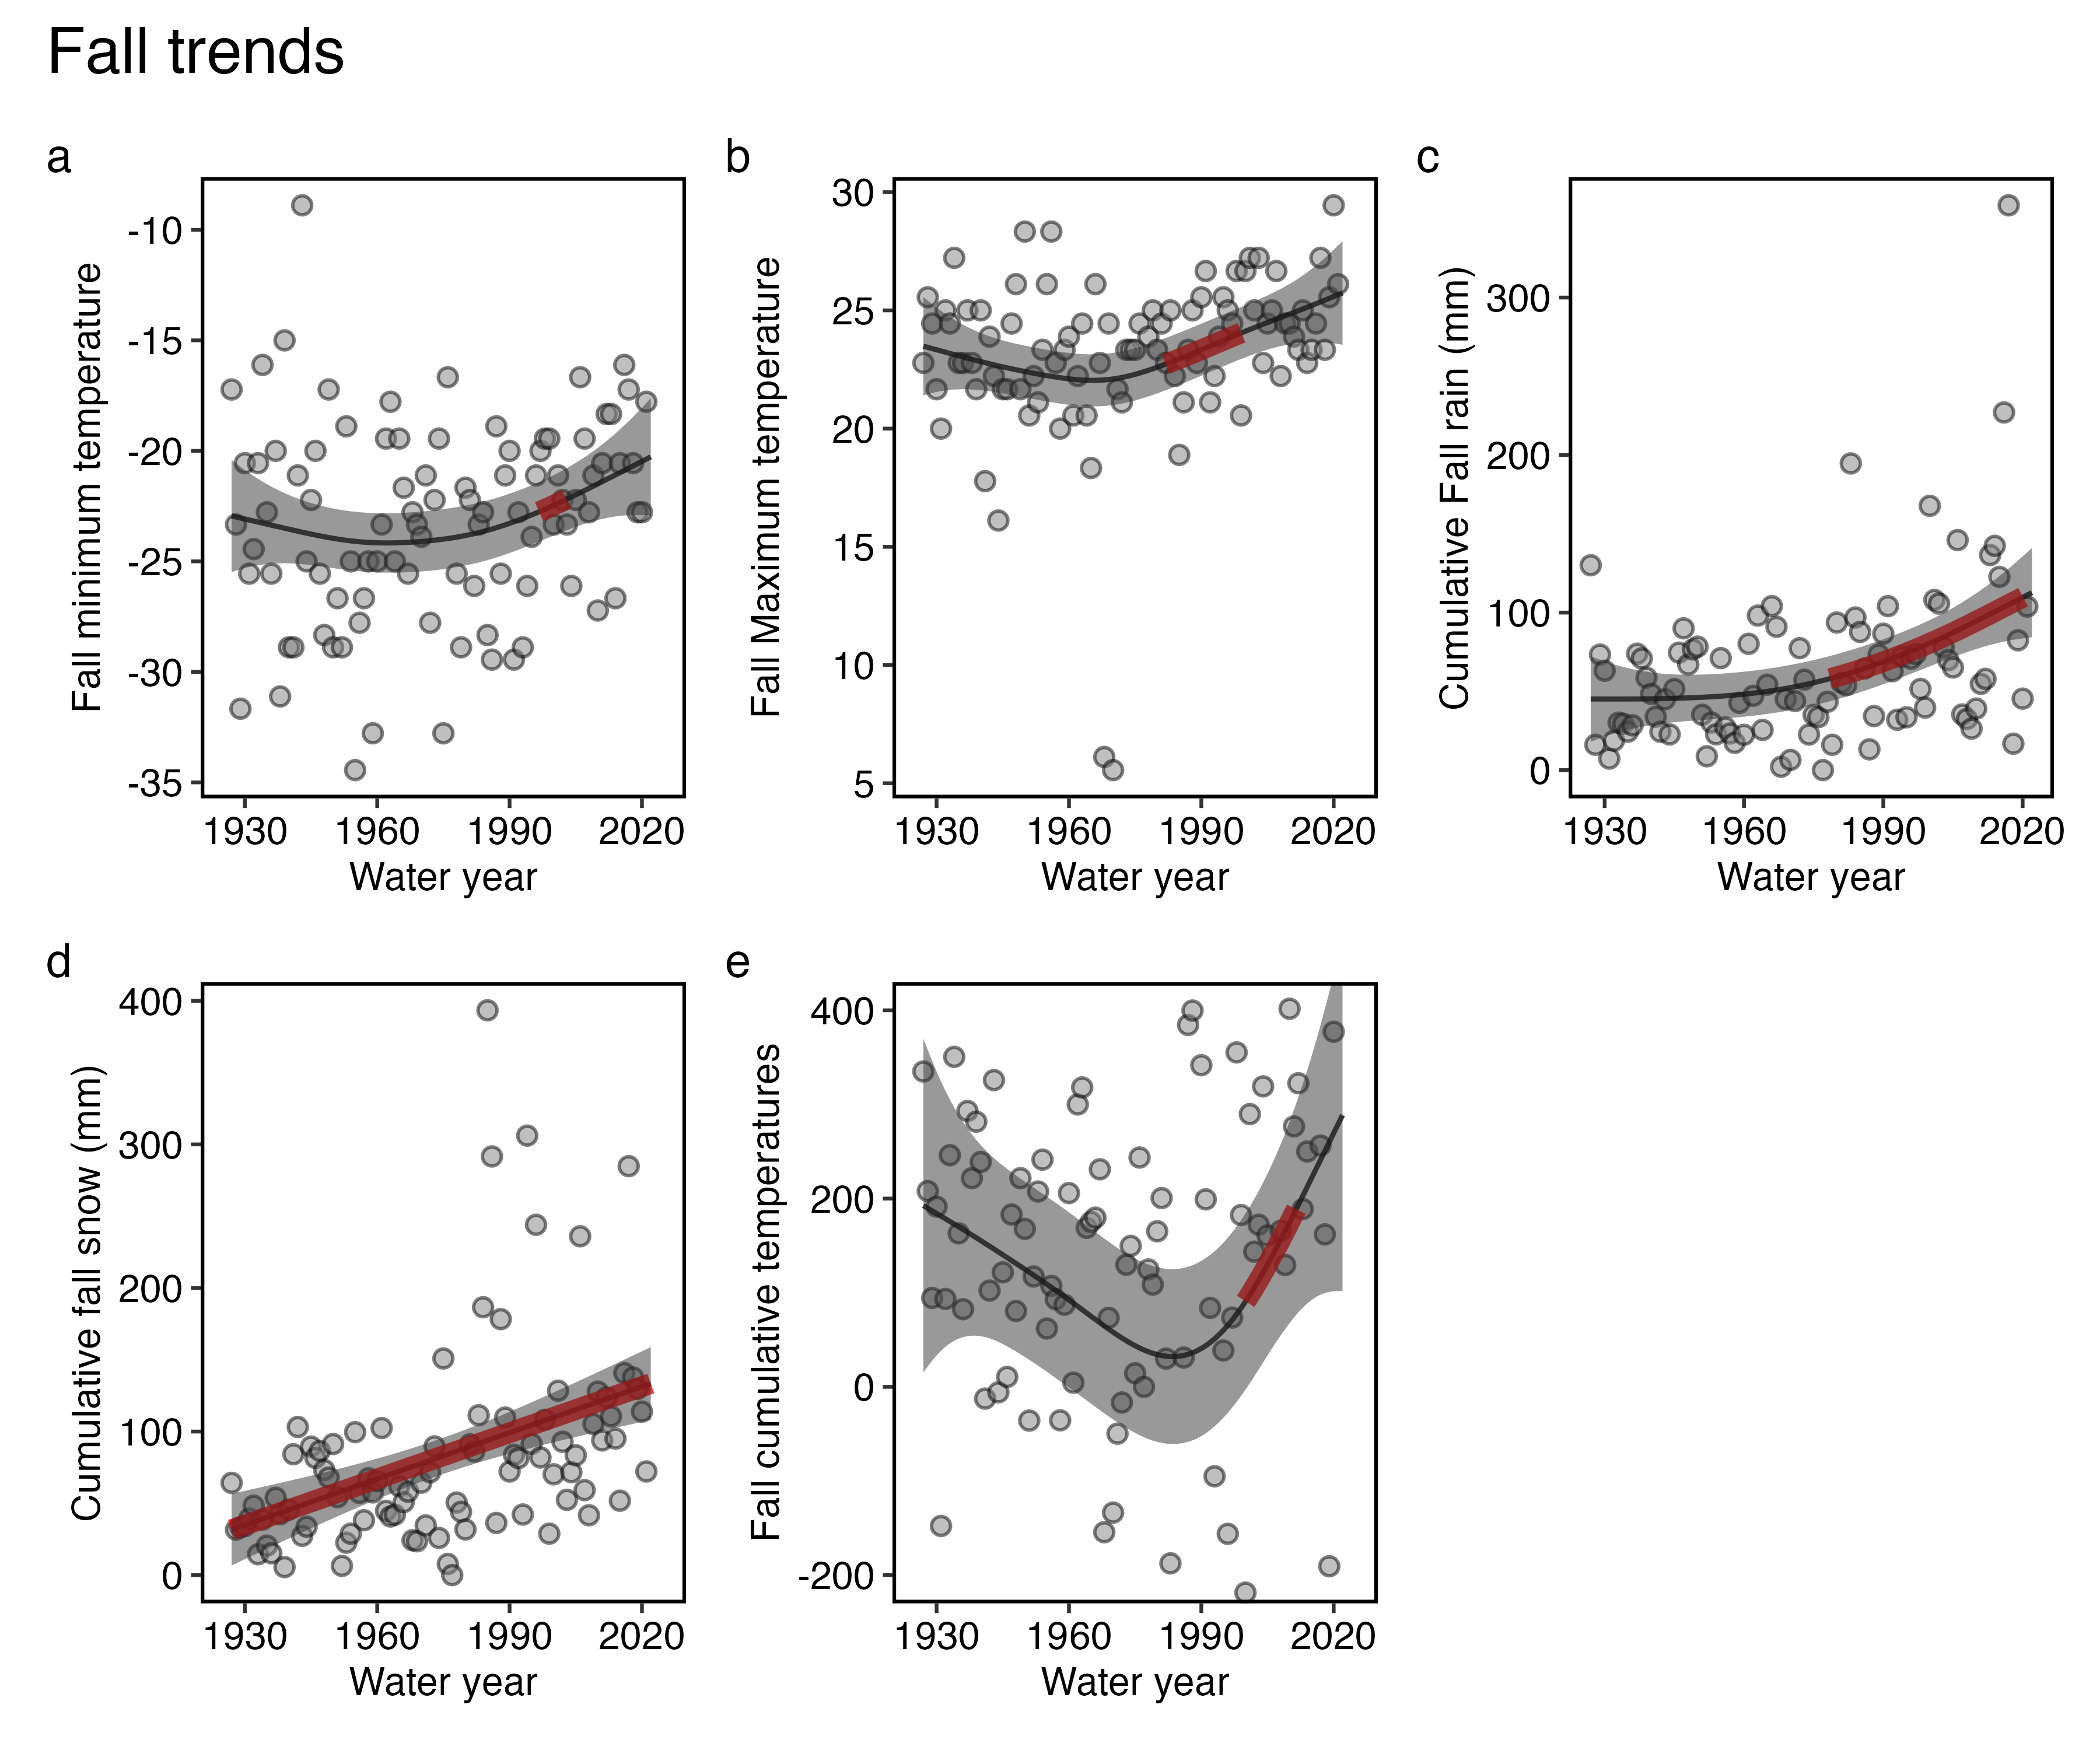 Fall trends
a
Fall minimum temperature
-10
-15
-20
-25
-30
-35
1930 1960 1990 2020
Water year
b
Fall Maximum temperature
30
25
20
15
10
5
1930 1960 1990 2020
Water year
c
Cumulative Fall rain (mm)
300
200
100
0
1930 1960 1990 2020
Water year
d
Cumulative fall snow (mm)
400
300
200
100
0
1930 1960 1990 2020
Water year
e
Fall cumulative temperatures
400
200
0
-200
1930 1960 1990 2020
Water year